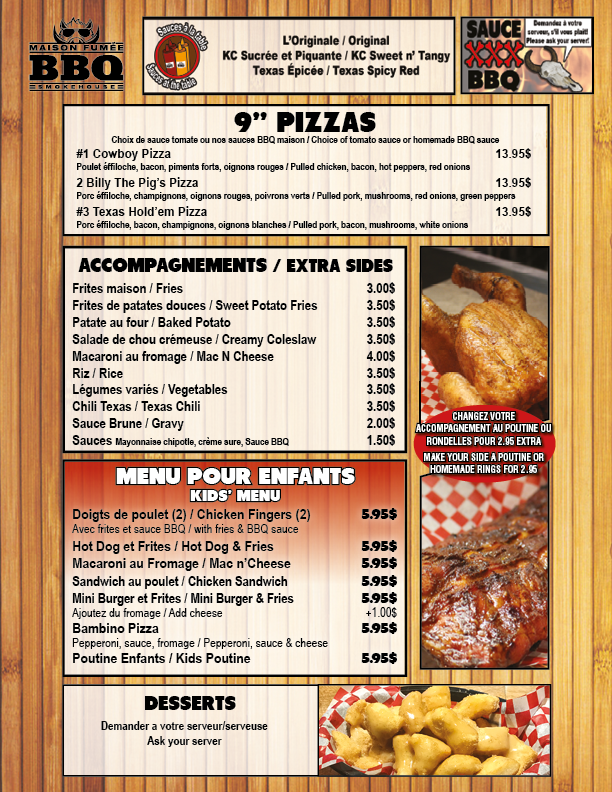 MAISON FUMÉE
BBQ
SMOKEHOUSE
Sauces à la table
Sauces at the table
L'Originale / Original
KC Sucrée et Piquante / KC Sweet n' Tangy
Texas Épicée / Texas Spicy Red
SAUCE
XXX
BBQ
Demandez à votre
serveur, s'il vous plaît!
Please ask your server!
9" PIZZAS
Choix de sauce tomate ou nos sauces BBQ maison / Choice of tomato sauce or homemade BBQ sauce
#1 Cowboy Pizza 13.95$
Poulet éffiloche, bacon, piments forts, oignons rouges / Pulled chicken, bacon, hot peppers, red onions
2 Billy The Pig's Pizza 13.95$
Porc éffiloche, champignons, oignons rouges, poivrons verts / Pulled pork, mushrooms, red onions, green peppers
#3 Texas Hold'em Pizza 13.95$
Porc éffiloche, bacon, champignons, oignons blanches / Pulled pork, bacon, mushrooms, white onions
ACCOMPAGNEMENTS / EXTRA SIDES
Frites maison / Fries 3.00$
Frites de patates douces / Sweet Potato Fries 3.50$
Patate au four / Baked Potato 3.50$
Salade de chou crémeuse / Creamy Coleslaw 3.50$
Macaroni au fromage / Mac N Cheese 4.00$
Riz / Rice 3.50$
Légumes variés / Vegetables 3.50$
Chili Texas / Texas Chili 3.50$
Sauce Brune / Gravy 2.00$
Sauces Mayonnaise chipotle, crème sure, Sauce BBQ 1.50$
CHANGEZ VOTRE
ACCOMPAGNEMENT AU POUTINE OU
RONDELLES POUR 2.95 EXTRA
MAKE YOUR SIDE A POUTINE OR
HOMEMADE RINGS FOR 2.95
MENU POUR ENFANTS
KIDS' MENU
Doigts de poulet (2) / Chicken Fingers (2) 5.95$
Avec frites et sauce BBQ / with fries & BBQ sauce
Hot Dog et Frites / Hot Dog & Fries 5.95$
Macaroni au Fromage / Mac n'Cheese 5.95$
Sandwich au poulet / Chicken Sandwich 5.95$
Mini Burger et Frites / Mini Burger & Fries 5.95$
Ajoutez du fromage / Add cheese +1.00$
Bambino Pizza 5.95$
Pepperoni, sauce, fromage / Pepperoni, sauce & cheese
Poutine Enfants / Kids Poutine 5.95$
DESSERTS
Demander a votre serveur/serveuse
Ask your server